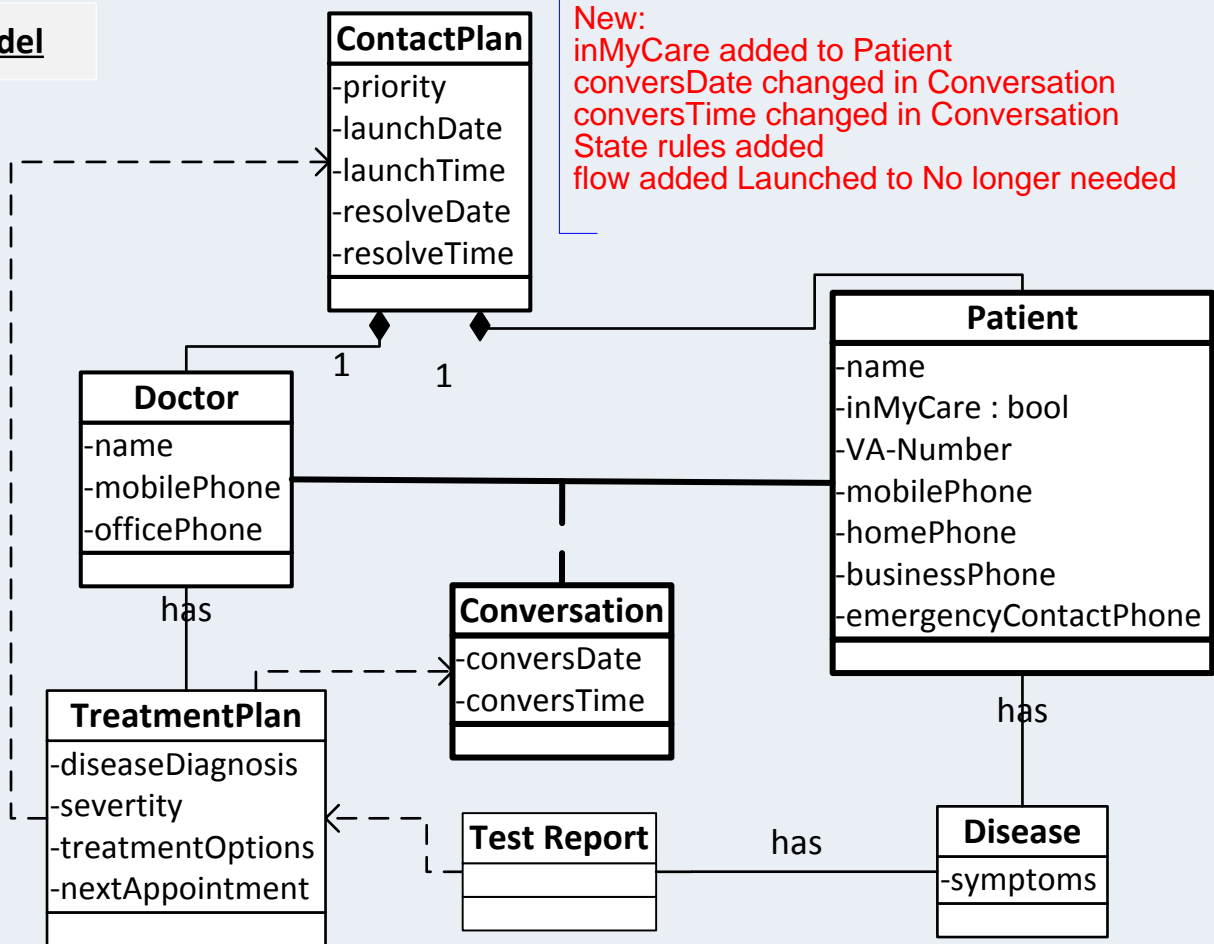 del
ContactPlan
-priority
-launchDate
-launchTime
-resolveDate
-resolveTime
New:
inMyCare added to Patient
conversDate changed in Conversation
conversTime changed in Conversation
State rules added
flow added Launched to No longer needed
1
1
Doctor
-name
-mobilePhone
-officePhone
Patient
-name
-inMyCare : bool
-VA-Number
-mobilePhone
-homePhone
-businessPhone
-emergencyContactPhone
has
Conversation
-conversDate
-conversTime
has
TreatmentPlan
-diseaseDiagnosis
-severtity
-treatmentOptions
-nextAppointment
Test Report
has
Disease
-symptoms